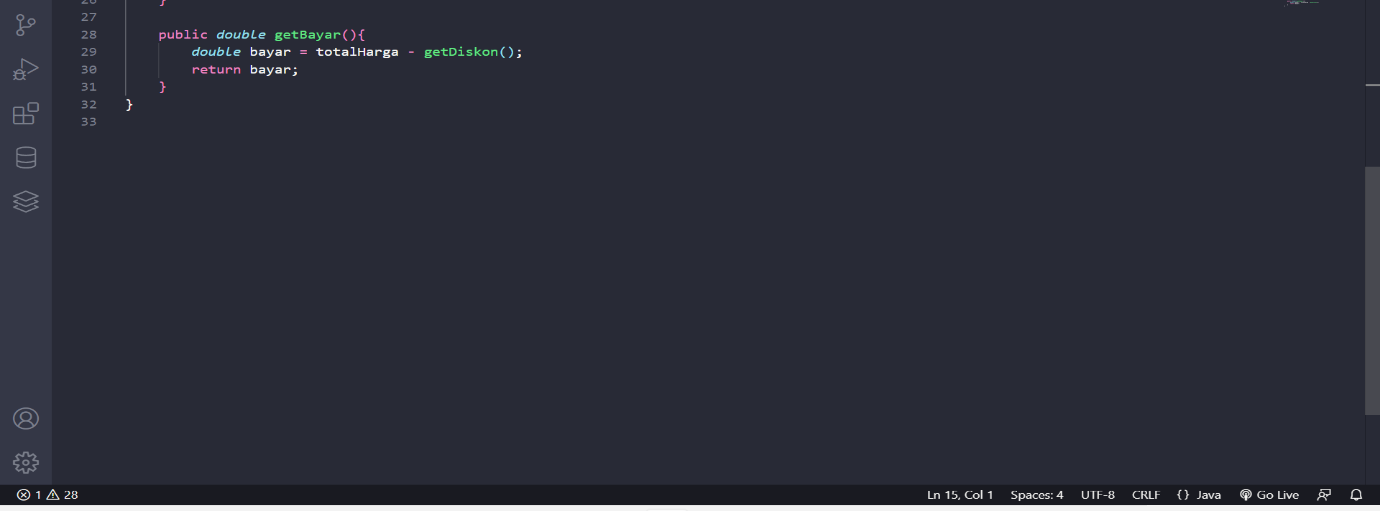 26 }
27
28 public double getBayar(){
29 double bayar = totalHarga - getDiskon();
30 return bayar;
31 }
32 }
33
1 28 Ln 15, Col 1 Spaces: 4 UTF-8 CRLF {} Java Go Live